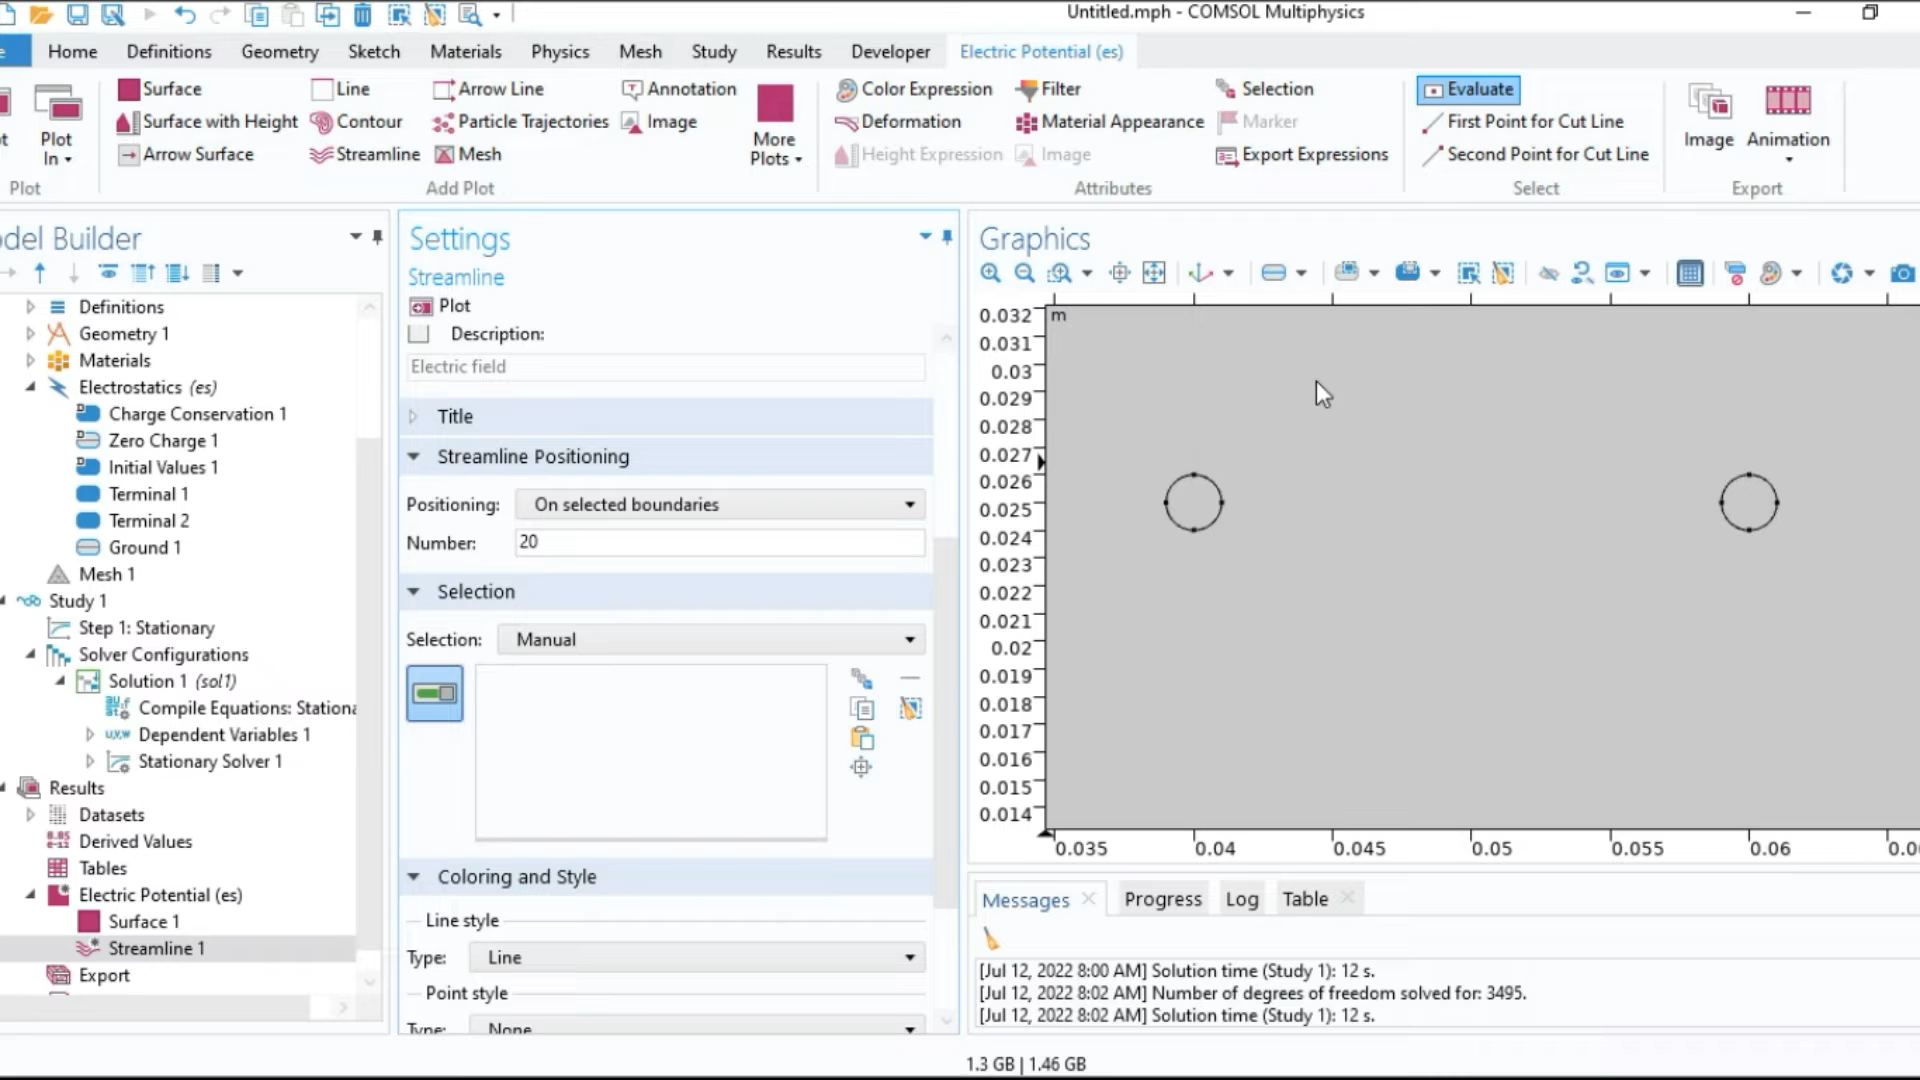 Untitled.mph - COMSOL Multiphysics
Home Definitions Geometry Sketch Materials Physics Mesh Study Results Developer Electric Potential (es)
Surface Line Arrow Line Annotation Color Expression Filter Selection Evaluate
Surface with Height Contour Particle Trajectories Image Deformation Material Appearance Marker First Point for Cut Line
Arrow Surface Streamline Mesh Height Expression Image Export Expressions Second Point for Cut Line
Plot In
More Plots
Image Animation
Plot Add Plot Attributes Select Export
del Builder
Definitions
Geometry 1
Materials
Electrostatics (es)
Charge Conservation 1
Zero Charge 1
Initial Values 1
Terminal 1
Terminal 2
Ground 1
Mesh 1
Study 1
Step 1: Stationary
Solver Configurations
Solution 1 (sol1)
Compile Equations: Stationa
Dependent Variables 1
Stationary Solver 1
Results
Datasets
Derived Values
Tables
Electric Potential (es)
Surface 1
Streamline 1
Export
Settings
Streamline
Plot
Description:
Electric field
Title
Streamline Positioning
Positioning: On selected boundaries
Number: 20
Selection
Selection: Manual
Coloring and Style
Line style
Type: Line
Point style
Type: None
Graphics
m
0.032
0.031
0.03
0.029
0.028
0.027
0.026
0.025
0.024
0.023
0.022
0.021
0.02
0.019
0.018
0.017
0.016
0.015
0.014
0.035 0.04 0.045 0.05 0.055 0.06 0.0
Messages Progress Log Table
[Jul 12, 2022 8:00 AM] Solution time (Study 1): 12 s.
[Jul 12, 2022 8:02 AM] Number of degrees of freedom solved for: 3495.
[Jul 12, 2022 8:02 AM] Solution time (Study 1): 12 s.
1.3 GB | 1.46 GB